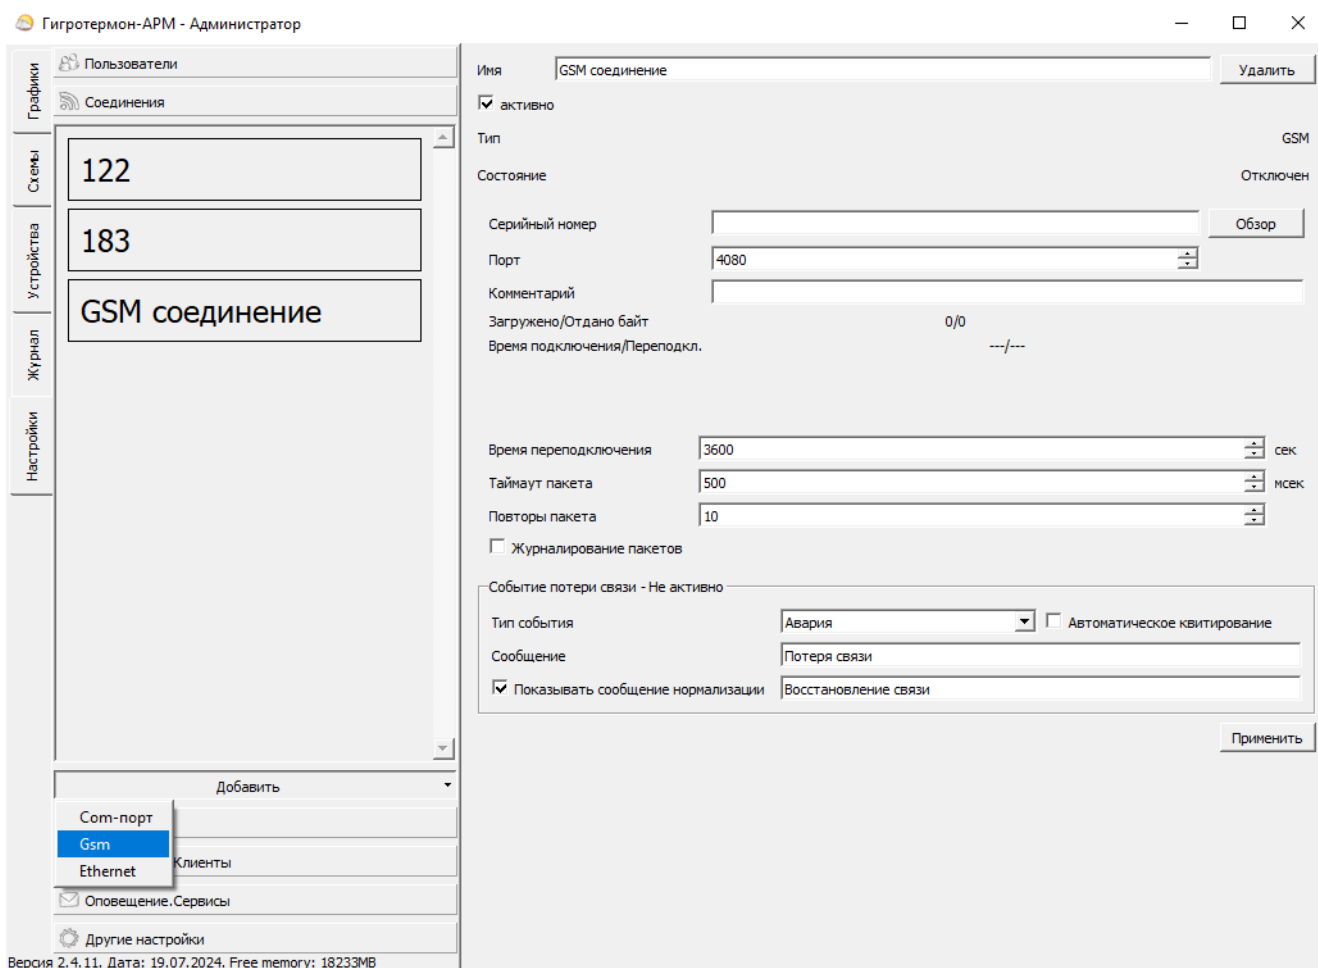 Гигротермон-АРМ - Администратор
Графики
Схемы
Устройства
Журнал
Настройки
Пользователи
Соединения
122
183
GSM соединение
Добавить
Com-порт
Gsm
Ethernet
Клиенты
Оповещение.Сервисы
Другие настройки
Версия 2.4.11. Дата: 19.07.2024. Free memory: 18233MB
Имя GSM соединение Удалить
активно
Тип GSM
Состояние Отключен
Серийный номер Обзор
Порт 4080
Комментарий
Загружено/Отдано байт 0/0
Время подключения/Переподкл. ---/---
Время переподключения 3600 сек
Таймаут пакета 500 мсек
Повторы пакета 10
Журналирование пакетов
Событие потери связи - Не активно
Тип события Авария Автоматическое квитирование
Сообщение Потеря связи
Показывать сообщение нормализации Восстановление связи
Применить